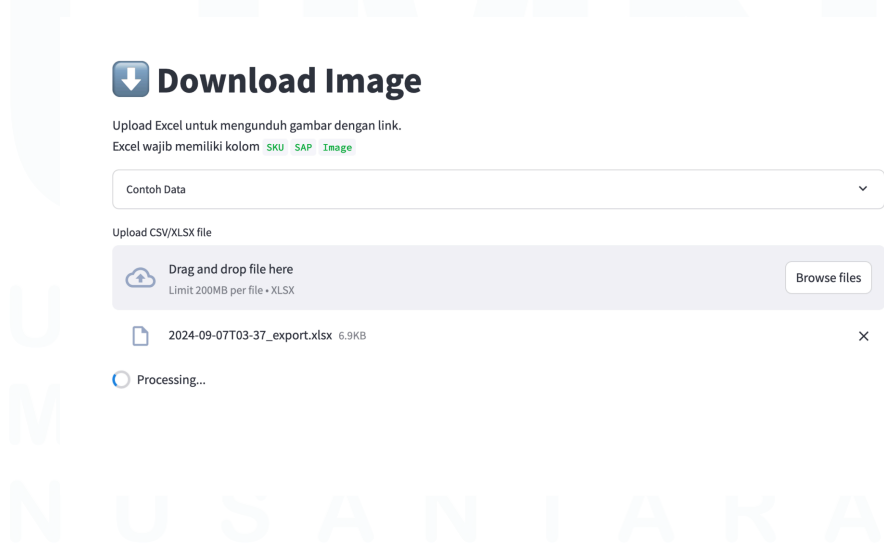 Download Image
Upload Excel untuk mengunduh gambar dengan link.
Excel wajib memiliki kolom SKU SAP Image
Contoh Data
Upload CSV/XLSX file
Drag and drop file here
Limit 200MB per file • XLSX
Browse files
2024-09-07T03-37_export.xlsx 6.9KB
Processing...
U
M
NUSANTARA